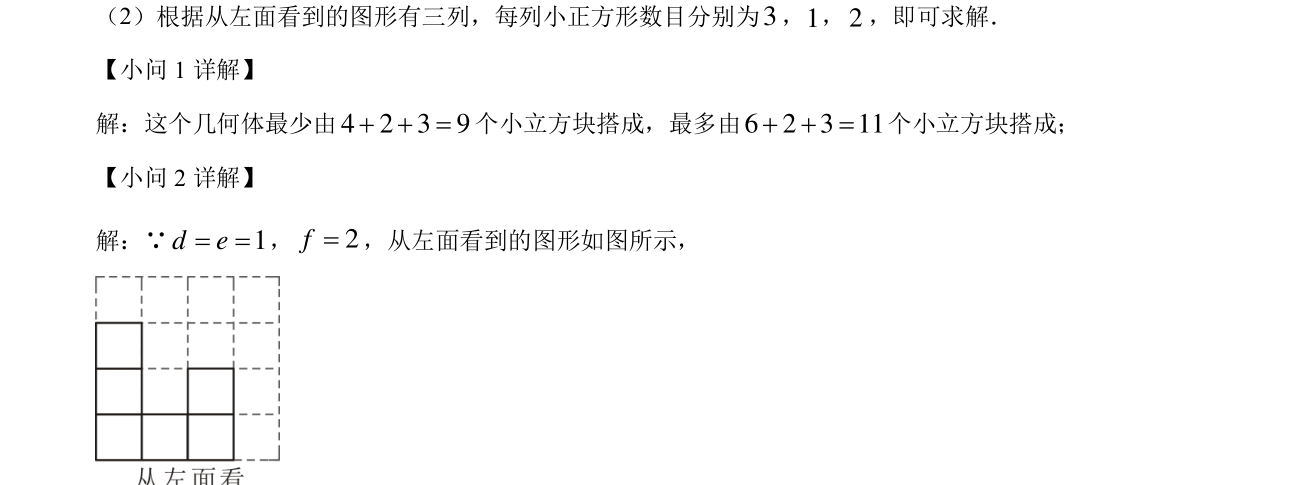 （2）根据从左面看到的图形有三列，每列小正方形数目分别为3，1，2，即可求解．
【小问 1 详解】
解：这个几何体最少由4+2+3=9个小立方块搭成，最多由6+2+3=11个小立方块搭成；
【小问 2 详解】
解：∵d=e=1，f=2，从左面看到的图形如图所示，
从左面看